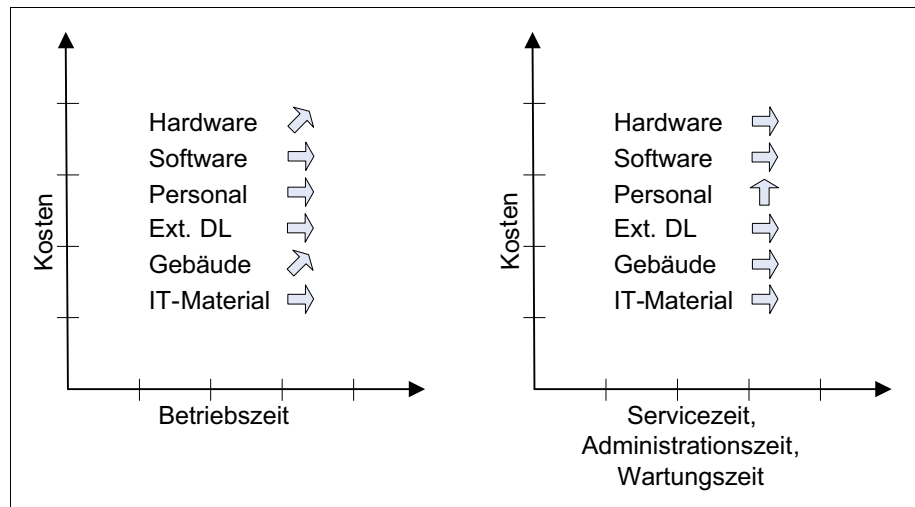 Kosten
Hardware
Software
Personal
Ext. DL
Gebäude
IT-Material
Betriebszeit
Kosten
Hardware
Software
Personal
Ext. DL
Gebäude
IT-Material
Servicezeit,
Administrationszeit,
Wartungszeit